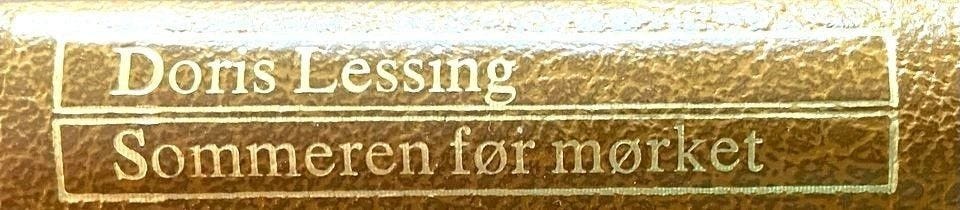 Doris Lessing
Sommeren før mørket